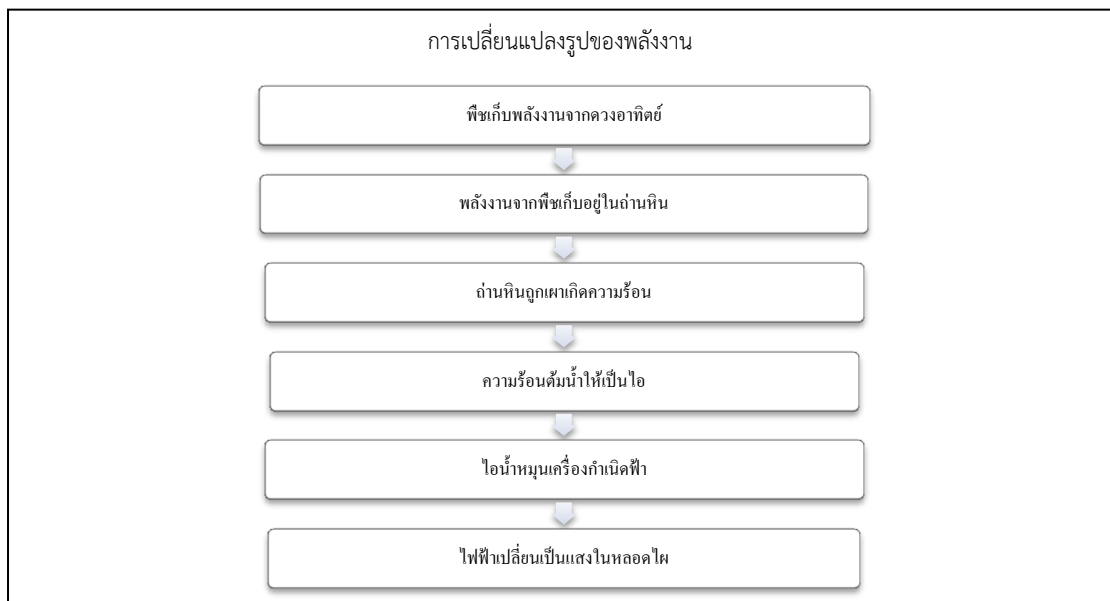 การเปลี่ยนแปลงรูปของพลังงาน
พืชเก็บพลังงานจากดวงอาทิตย์
พลังงานจากพืชเก็บอยู่ในถ่านหิน
ถ่านหินถูกเผาเกิดความร้อน
ความร้อนต้มน้ำให้เป็นไอ
ไอน้ำหมุนเครื่องกำเนิดฟ้า
ไฟฟ้าเปลี่ยนเป็นแสงในหลอดไผ